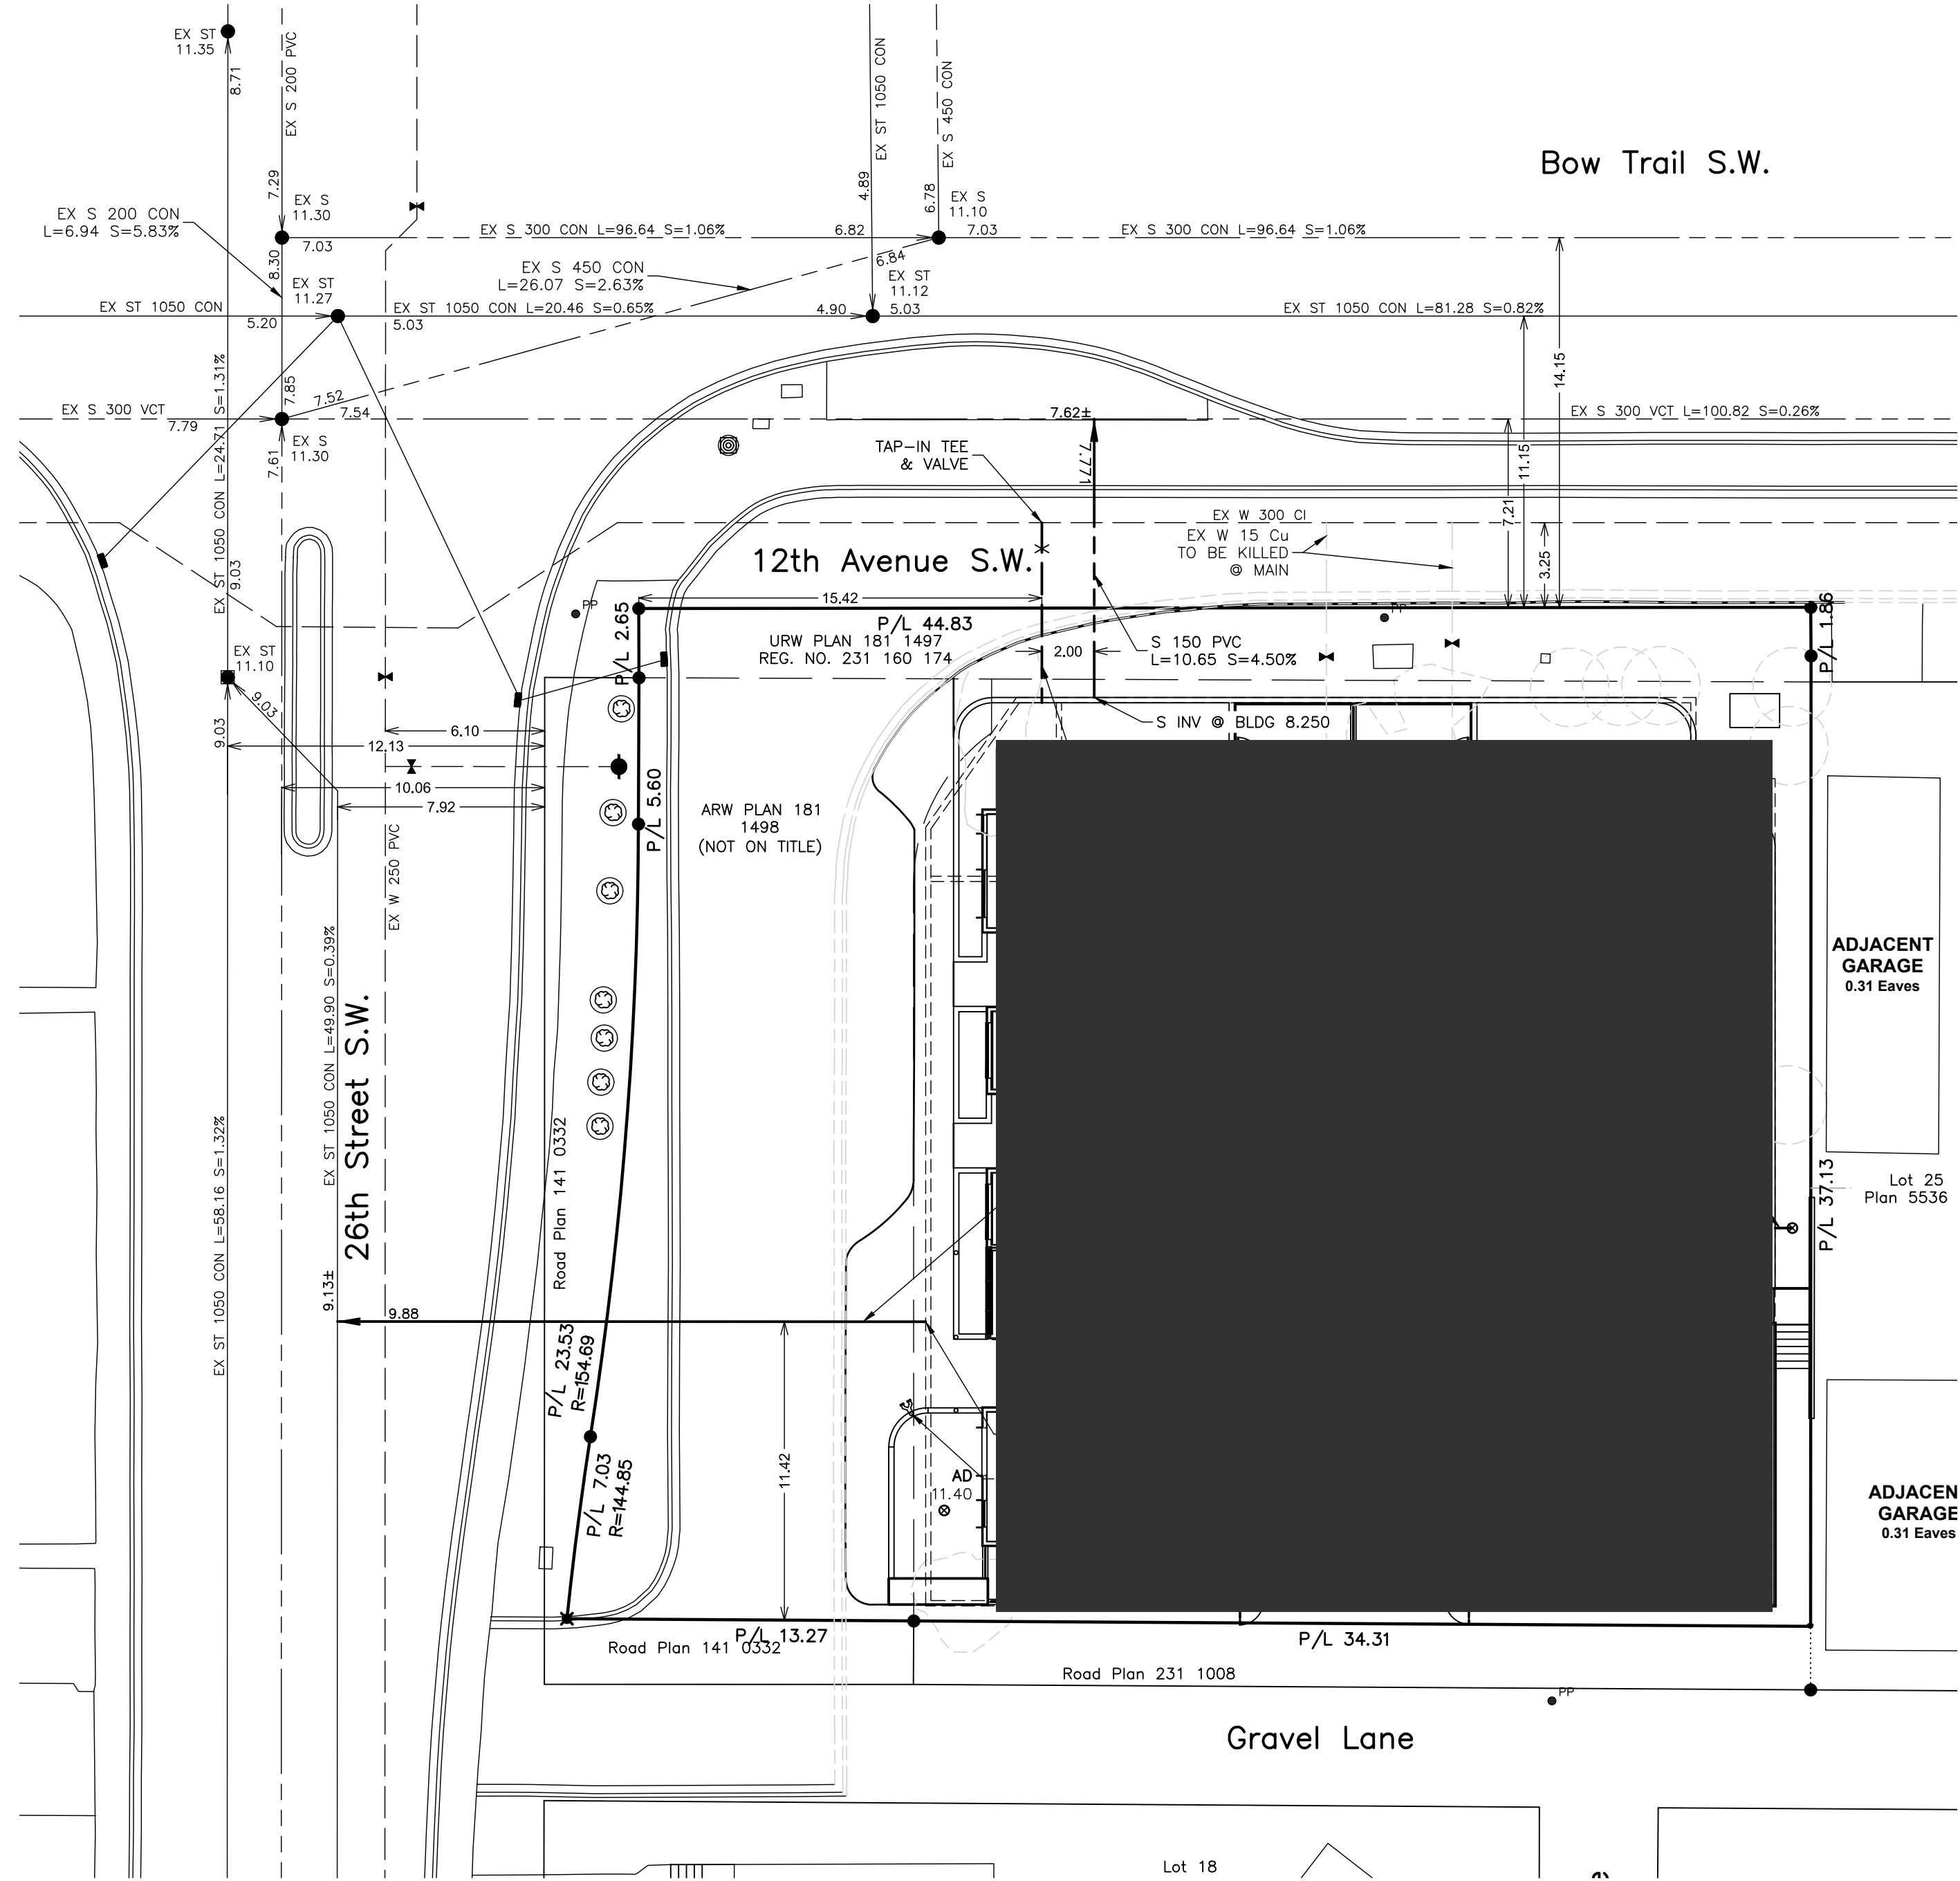 EX ST
11.35
8.71
EX S 200 PVC
EX ST 1050 CON
EX S 450 CON
Bow Trail S.W.
7.29
4.89
6.78
EX S
11.30
EX S
11.10
EX S 200 CON
L=6.94 S=5.83%
7.03
EX S 300 CON L=96.64 S=1.06%
6.82
7.03
EX S 300 CON L=96.64 S=1.06%
8.30
6.84
EX S 450 CON
L=26.07 S=2.63%
EX ST
11.27
EX ST
11.12
EX ST 1050 CON
5.20
EX ST 1050 CON L=20.46 S=0.65%
5.03
4.90
5.03
EX ST 1050 CON L=81.28 S=0.82%
14.15
11.15
7.21
3.25
7.85
7.52
7.54
EX S 300 VCT
7.79
EX ST 1050 CON L=24.71 S=1.31%
7.62±
EX S 300 VCT L=100.82 S=0.26%
EX S
11.30
7.61
TAP-IN TEE
& VALVE
7.771
EX W 300 CI
EX W 15 Cu
TO BE KILLED
@ MAIN
12th Avenue S.W.
9.03
15.42
PP
PP
P/L 2.65
P/L 44.83
URW PLAN 181 1497
REG. NO. 231 160 174
2.00
S 150 PVC
L=10.65 S=4.50%
P/L 1.86
EX ST
11.10
9.03
9.03
S INV @ BLDG 8.250
6.10
12.13
10.06
7.92
P/L 5.60
ARW PLAN 181
1498
(NOT ON TITLE)
EX W 250 PVC
ADJACENT
GARAGE
0.31 Eaves
EX ST 1050 CON L=49.90 S=0.39%
26th Street S.W.
EX ST 1050 CON L=58.16 S=1.32%
Road Plan 141 0332
P/L 37.13
Lot 25
Plan 5536
9.13±
9.88
P/L 23.53
R=154.69
11.42
P/L 7.03
R=144.85
AD
11.40
ADJACEN
GARAGE
0.31 Eaves
P/L 13.27
Road Plan 141 0332
P/L 34.31
Road Plan 231 1008
PP
Gravel Lane
Lot 18